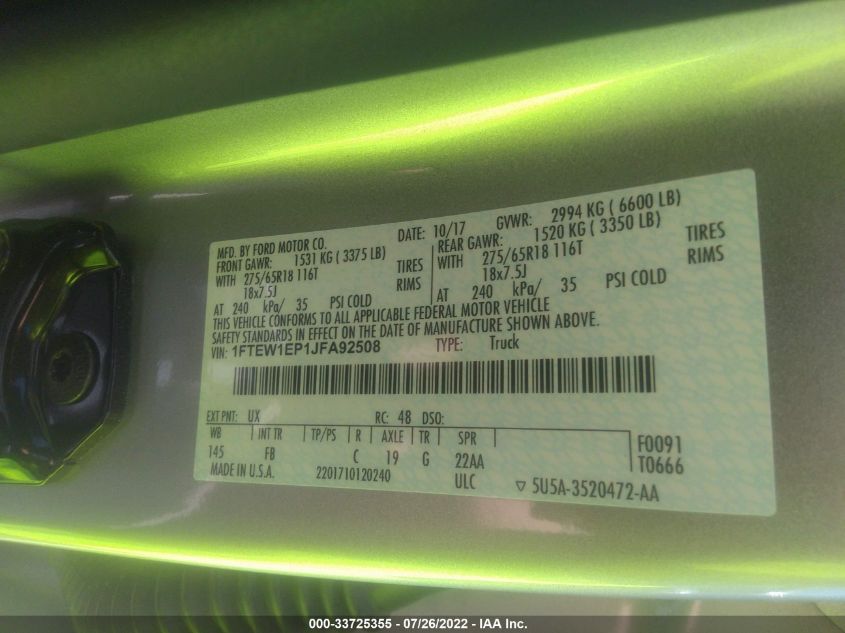 MFD. BY FORD MOTOR CO.
DATE: 10/17 GVWR: 2994 KG ( 6600 LB)
FRONT GAWR: 1531 KG ( 3375 LB) REAR GAWR: 1520 KG ( 3350 LB)
WITH 275/65R18 116T TIRES WITH 275/65R18 116T TIRES
18x7.5J RIMS 18x7.5J RIMS
AT 240 kPa/ 35 PSI COLD AT 240 kPa/ 35 PSI COLD
THIS VEHICLE CONFORMS TO ALL APPLICABLE FEDERAL MOTOR VEHICLE
SAFETY STANDARDS IN EFFECT ON THE DATE OF MANUFACTURE SHOWN ABOVE.
VIN: 1FTEW1EP1JFA92508 TYPE: Truck
EXT PNT: UX RC: 48 DSO:
WB INT TR TP/PS R AXLE TR SPR F0091
145 FB C 19 G 22AA T0666
MADE IN U.S.A. 2201710120240 ULC ▽ 5U5A-3520472-AA
000-33725355 - 07/26/2022 - IAA Inc.